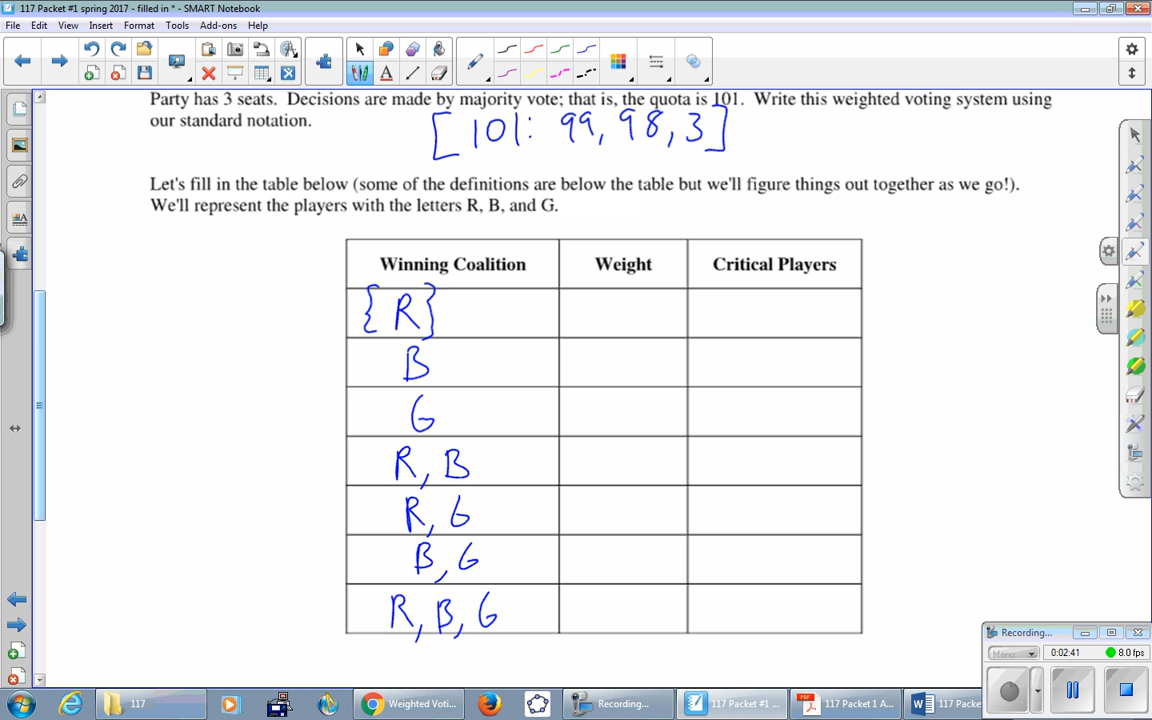 117 Packet #1 spring 2017 - filled in * - SMART Notebook
File Edit View Insert Format Tools Add-ons Help
Party has 3 seats. Decisions are made by majority vote; that is, the quota is 101. Write this weighted voting system using
our standard notation.
[ 101: 99, 98, 3 ]
Let's fill in the table below (some of the definitions are below the table but we'll figure things out together as we go!).
We'll represent the players with the letters R, B, and G.
Winning Coalition Weight Critical Players
{ R }
B
G
R, B
R, G
B, G
R, B, G
Recording...
Menu 0:02:41 8.0 fps
117 Weighted Voti... Recording... 117 Packet #1 ... 117 Packet 1 A... 117 Packe